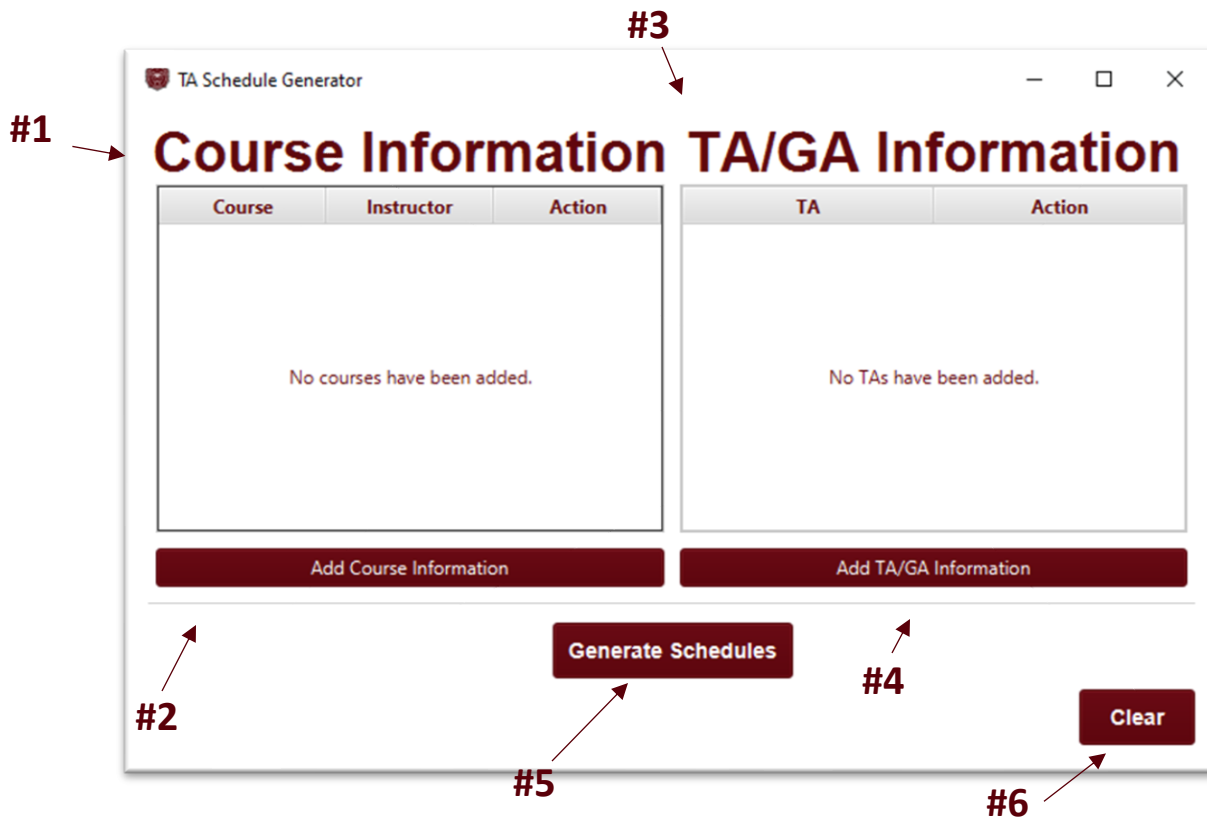 #3
TA Schedule Generator
#1
Course Information TA/GA Information
Course Instructor Action TA Action
No courses have been added. No TAs have been added.
Add Course Information Add TA/GA Information
Generate Schedules
#4
#2
Clear
#5
#6